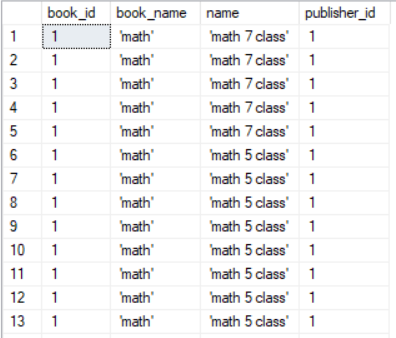 book_id book_name name publisher_id
1 1 'math' 'math 7 class' 1
2 1 'math' 'math 7 class' 1
3 1 'math' 'math 7 class' 1
4 1 'math' 'math 7 class' 1
5 1 'math' 'math 7 class' 1
6 1 'math' 'math 5 class' 1
7 1 'math' 'math 5 class' 1
8 1 'math' 'math 5 class' 1
9 1 'math' 'math 5 class' 1
10 1 'math' 'math 5 class' 1
11 1 'math' 'math 5 class' 1
12 1 'math' 'math 5 class' 1
13 1 'math' 'math 5 class' 1